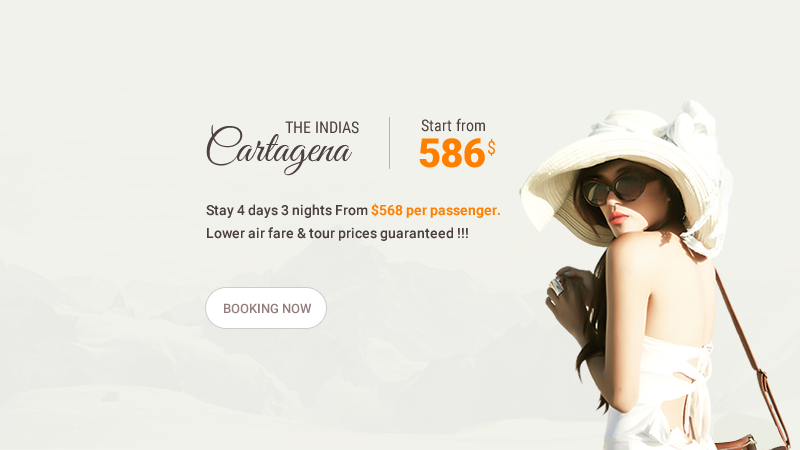 THE INDIAS
Cartagena
Start from
586$
Stay 4 days 3 nights From $568 per passenger.
Lower air fare & tour prices guaranteed !!!
BOOKING NOW